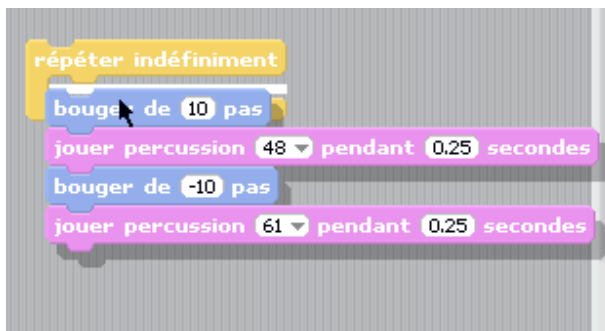 répéter indéfiniment
bouger de 10 pas
jouer percussion 48 pendant 0.25 secondes
bouger de -10 pas
jouer percussion 61 pendant 0.25 secondes